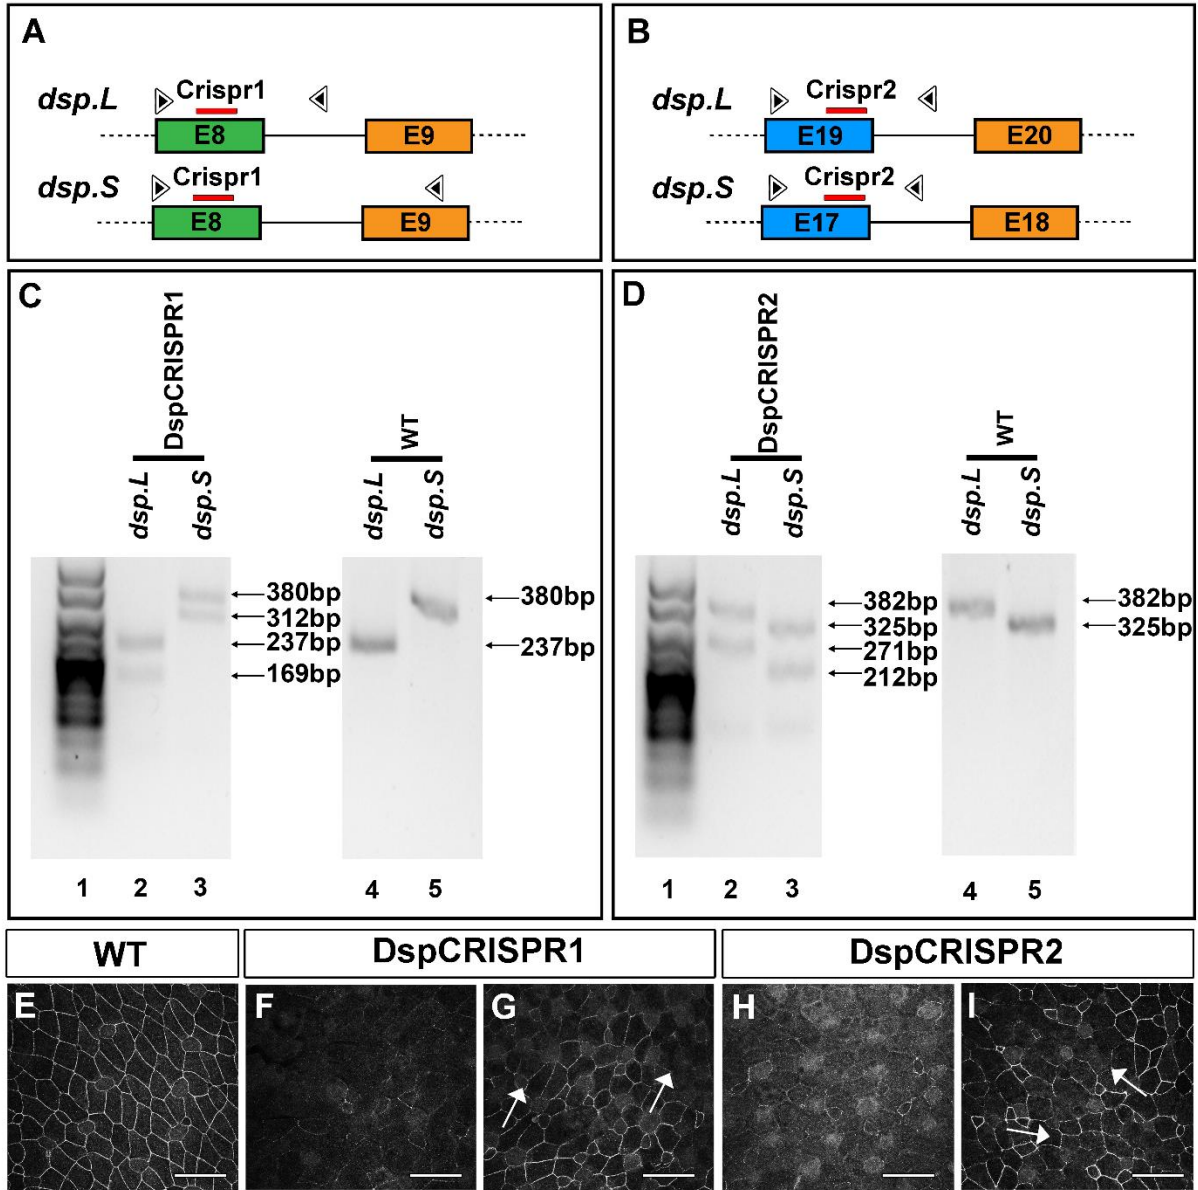 A
dsp.L
Crispr1
E8
E9
dsp.S
Crispr1
E8
E9
B
dsp.L
Crispr2
E19
E20
dsp.S
Crispr2
E17
E18
C
DspCRISPR1
WT
dsp.L
dsp.S
dsp.L
dsp.S
380bp
312bp
237bp
169bp
380bp
237bp
1 2 3 4 5
D
DspCRISPR2
WT
dsp.L
dsp.S
dsp.L
dsp.S
382bp
325bp
271bp
212bp
382bp
325bp
1 2 3 4 5
WT
DspCRISPR1
DspCRISPR2
E
F
G
H
I